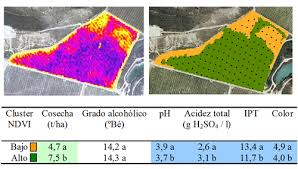 Cluster NDVI Cosecha (t/ha) Grado alcohólico (ºBé) pH Acidez total (g H₂SO₄ / l) IPT Color
Bajo 4,7 a 14,2 a 3,9 a 2,6 a 13,4 a 4,9 a
Alto 7,5 b 14,3 a 3,7 b 3,1 b 11,7 b 4,0 b